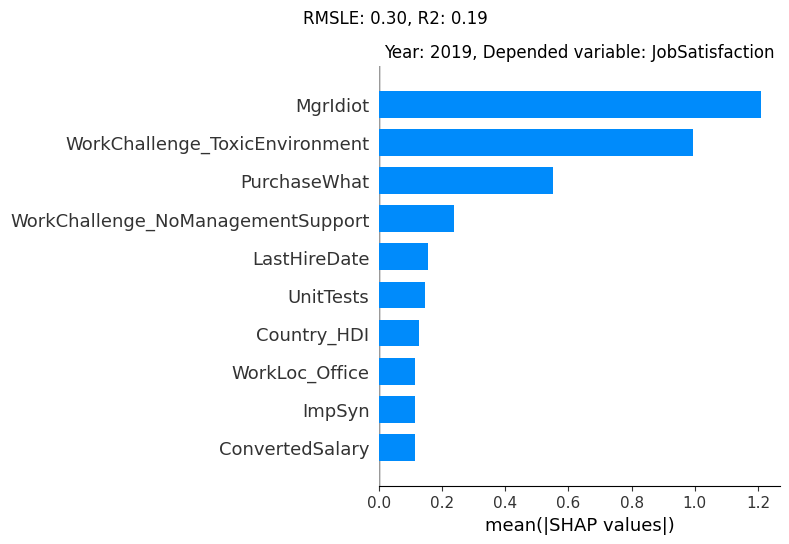 RMSLE: 0.30, R2: 0.19
Year: 2019, Depended variable: JobSatisfaction
MgrIdiot
WorkChallenge_ToxicEnvironment
PurchaseWhat
WorkChallenge_NoManagementSupport
LastHireDate
UnitTests
Country_HDI
WorkLoc_Office
ImpSyn
ConvertedSalary
0.0 0.2 0.4 0.6 0.8 1.0 1.2
mean(|SHAP values|)